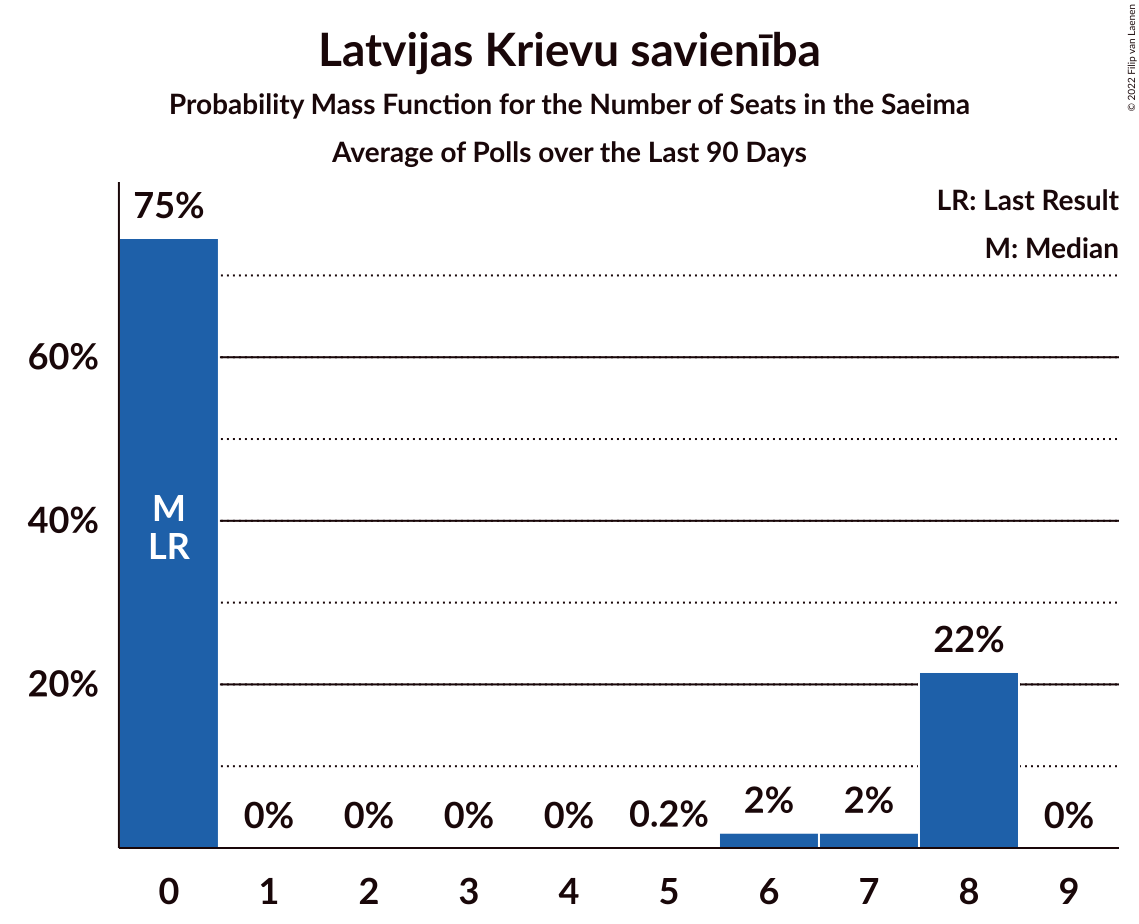 Latvijas Krievu savienība
Probability Mass Function for the Number of Seats in the Saeima
Average of Polls over the Last 90 Days
© 2022 Filip van Laenen
LR: Last Result
M: Median
75%
60%
40%
20%
M
LR
0%
0%
0%
0%
0.2%
2%
2%
22%
0%
0
1
2
3
4
5
6
7
8
9